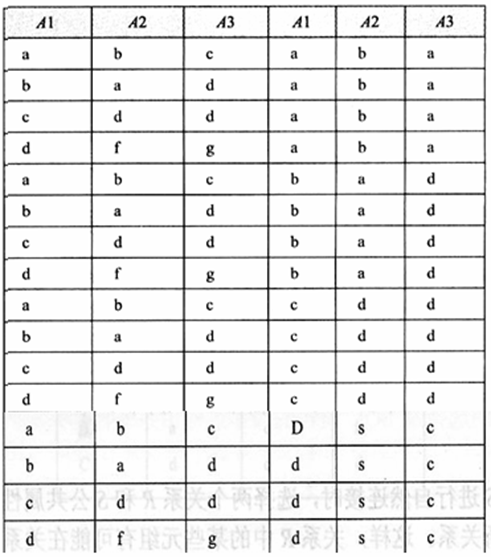 A1 A2 A3 A1 A2 A3
a b c a b a
b a d a b a
c d d a b a
d f g a b a
a b c b a d
b a d b a d
c d d b a d
d f g b a d
a b c c d d
b a d c d d
c d d c d d
d f g c d d
a b c D s c
b a d d s c
c d d d s c
d f g d s c